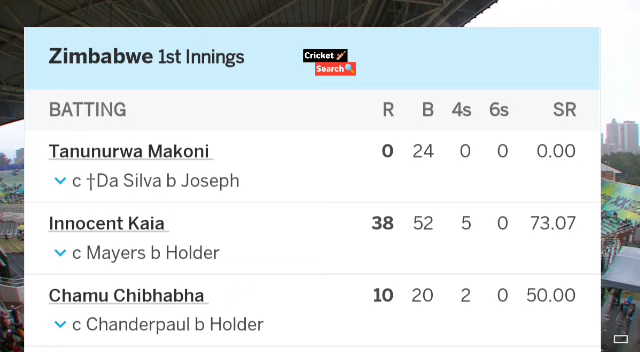 Zimbabwe 1st Innings
Cricket
Search
BATTING R B 4s 6s SR
Tanunurwa Makoni 0 24 0 0 0.00
c †Da Silva b Joseph
Innocent Kaia 38 52 5 0 73.07
c Mayers b Holder
Chamu Chibhabha 10 20 2 0 50.00
c Chanderpaul b Holder